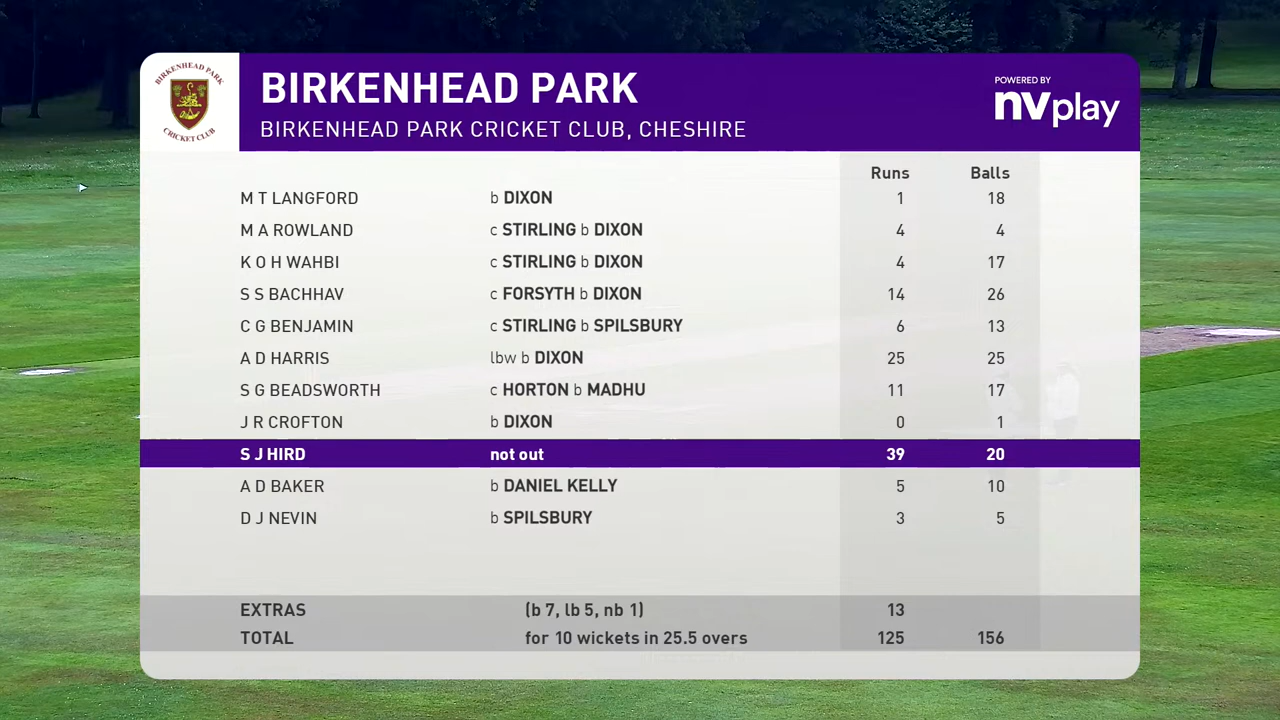 BIRKENHEAD PARK
CRICKET CLUB
BIRKENHEAD PARK
BIRKENHEAD PARK CRICKET CLUB, CHESHIRE
POWERED BY
nvplay
Runs Balls
M T LANGFORD b DIXON 1 18
M A ROWLAND c STIRLING b DIXON 4 4
K O H WAHBI c STIRLING b DIXON 4 17
S S BACHHAV c FORSYTH b DIXON 14 26
C G BENJAMIN c STIRLING b SPILSBURY 6 13
A D HARRIS lbw b DIXON 25 25
S G BEADSWORTH c HORTON b MADHU 11 17
J R CROFTON b DIXON 0 1
S J HIRD not out 39 20
A D BAKER b DANIEL KELLY 5 10
D J NEVIN b SPILSBURY 3 5
EXTRAS (b 7, lb 5, nb 1) 13
TOTAL for 10 wickets in 25.5 overs 125 156